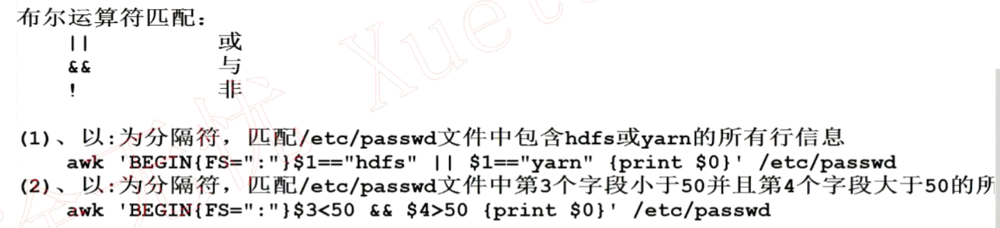 布尔运算符匹配：
|| 或
&& 与
! 非
(1)、以:为分隔符，匹配/etc/passwd文件中包含hdfs或yarn的所有行信息
awk 'BEGIN{FS=":"}$1=="hdfs" || $1=="yarn" {print $0}' /etc/passwd
(2)、以:为分隔符，匹配/etc/passwd文件中第3个字段小于50并且第4个字段大于50的所
awk 'BEGIN{FS=":"}$3<50 && $4>50 {print $0}' /etc/passwd